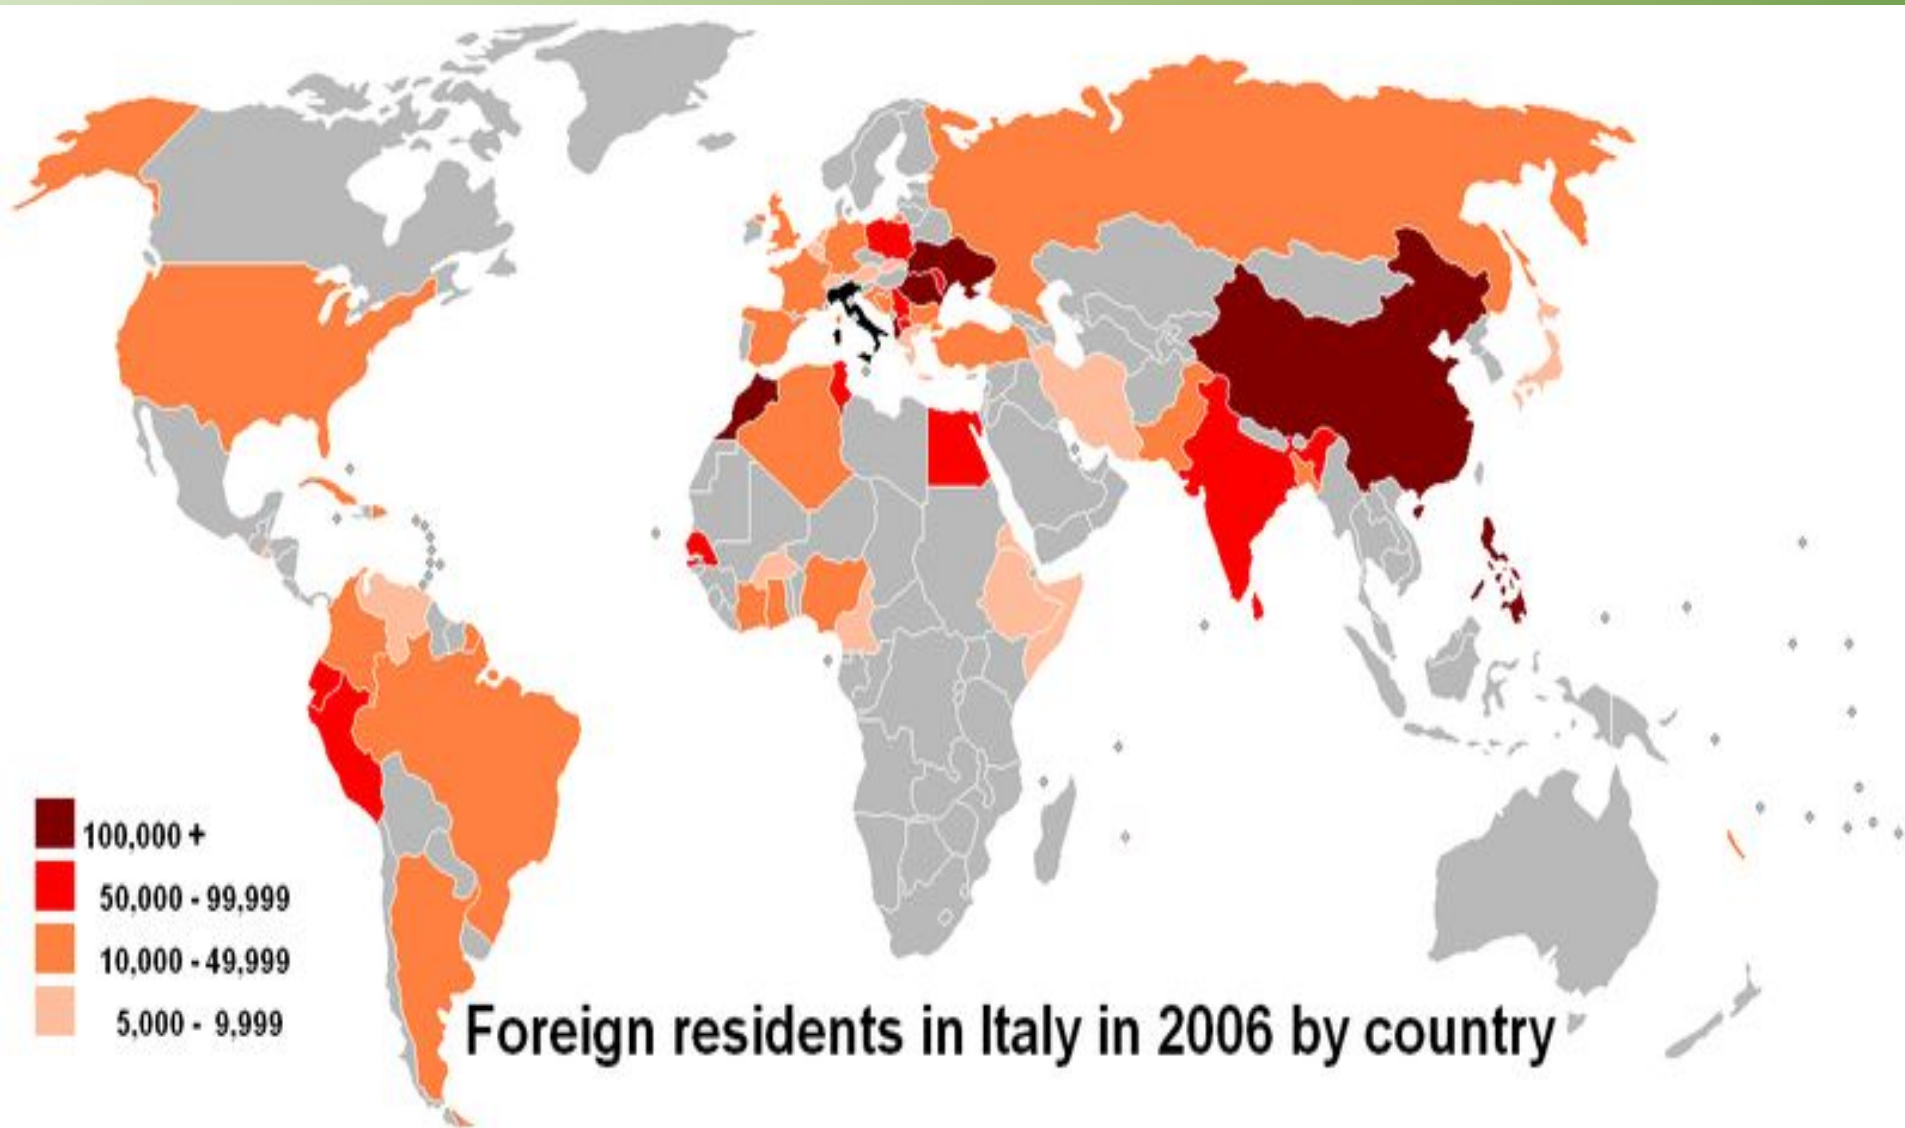 100,000 +
50,000 - 99,999
10,000 - 49,999
5,000 - 9,999
Foreign residents in Italy in 2006 by country